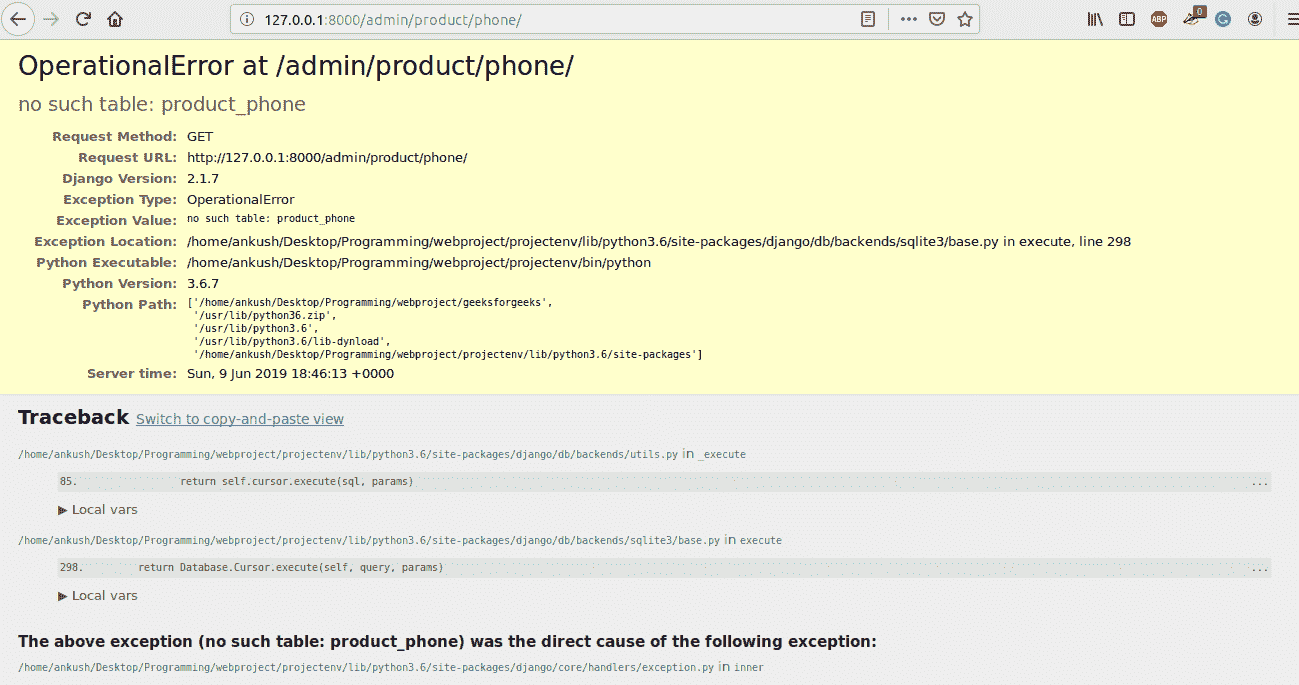 127.0.0.1:8000/admin/product/phone/
ABP
0
OperationalError at /admin/product/phone/
no such table: product_phone
Request Method: GET
Request URL: http://127.0.0.1:8000/admin/product/phone/
Django Version: 2.1.7
Exception Type: OperationalError
Exception Value: no such table: product_phone
Exception Location: /home/ankush/Desktop/Programming/webproject/projectenv/lib/python3.6/site-packages/django/db/backends/sqlite3/base.py in execute, line 298
Python Executable: /home/ankush/Desktop/Programming/webproject/projectenv/bin/python
Python Version: 3.6.7
Python Path: ['/home/ankush/Desktop/Programming/webproject/geeksforgeeks',
'/usr/lib/python36.zip',
'/usr/lib/python3.6',
'/usr/lib/python3.6/lib-dynload',
'/home/ankush/Desktop/Programming/webproject/projectenv/lib/python3.6/site-packages']
Server time: Sun, 9 Jun 2019 18:46:13 +0000
Traceback Switch to copy-and-paste view
/home/ankush/Desktop/Programming/webproject/projectenv/lib/python3.6/site-packages/django/db/backends/utils.py in _execute
85. return self.cursor.execute(sql, params) ...
▶ Local vars
/home/ankush/Desktop/Programming/webproject/projectenv/lib/python3.6/site-packages/django/db/backends/sqlite3/base.py in execute
298. return Database.Cursor.execute(self, query, params) ...
▶ Local vars
The above exception (no such table: product_phone) was the direct cause of the following exception:
/home/ankush/Desktop/Programming/webproject/projectenv/lib/python3.6/site-packages/django/core/handlers/exception.py in inner